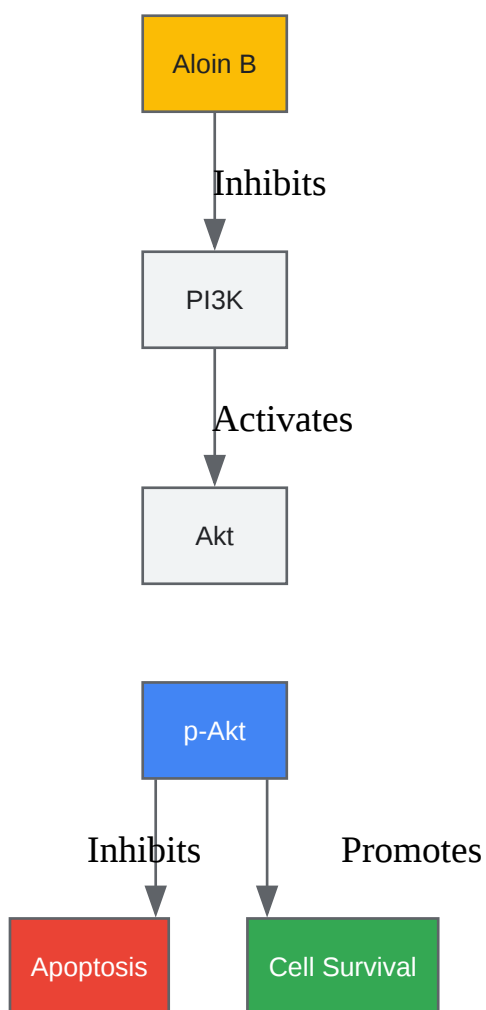 Aloin B
Inhibits
PI3K
Activates
Akt
p-Akt
Inhibits
Promotes
Apoptosis
Cell Survival